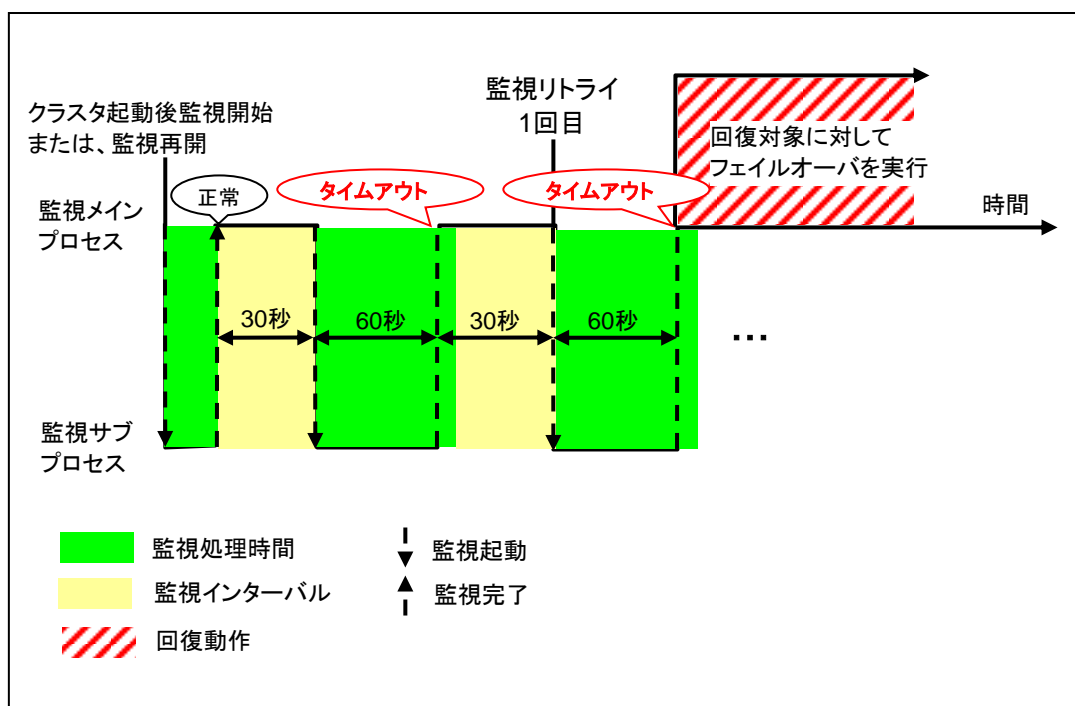 クラスタ起動後監視開始
または、監視再開
監視リトライ
1回目
回復対象に対して
フェイルオーバを実行
正常
タイムアウト
タイムアウト
時間
監視メイン
プロセス
30秒
60秒
30秒
60秒
...
監視サブ
プロセス
監視処理時間
監視起動
監視インターバル
監視完了
回復動作